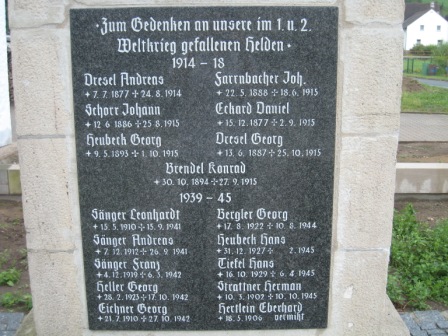 ·Zum Gedenken an unsere im 1. u. 2.
Weltkrieg gefallenen Helden·
1914 – 18
Dresel Andreas Farrnbacher Joh.
+ 7. 7. 1877 + 24. 8. 1914 + 22. 5. 1888 + 18. 6. 1915
Schorr Johann Eckard Daniel
+ 12. 6. 1886 + 25. 8. 1915 + 15. 12. 1877 + 2. 9. 1915
Heubeck Georg Dresel Georg
+ 9. 5. 1893 + 1. 10. 1915 + 13. 6. 1887 + 25. 10. 1915
Brendel Konrad
+ 30. 10. 1894 + 27. 9. 1915
1939 – 45
Sänger Leonhardt Bergler Georg
+ 15. 5. 1910 + 15. 9. 1941 + 17. 8. 1922 + 10. 8. 1944
Sänger Andreas Heubeck Hans
+ 7. 12. 1912 + 26. 9. 1941 + 31. 12. 1927 + 2. 1945
Sänger Franz Tiefel Hans
+ 4. 12. 1919 + 6. 3. 1942 + 16. 10. 1929 + 6. 4. 1945
Heller Georg Strattner Herman
+ 28. 2. 1923 + 17. 10. 1942 + 10. 3. 1902 + 10. 10. 1945
Eichner Georg Hertlein Eberhard
+ 21. 7. 1910 + 27. 10. 1942 + 18. 5. 1906 vermißt